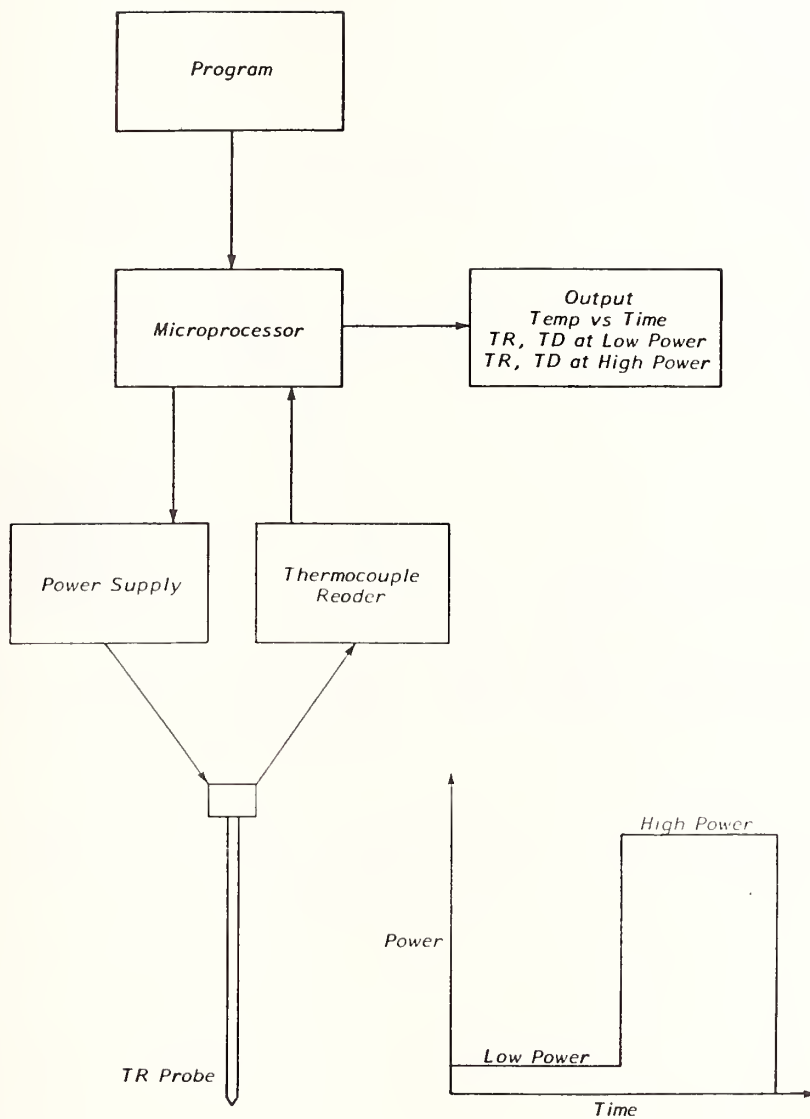 Program
Microprocessor
Output
Temp vs Time
TR, TD at Low Power
TR, TD at High Power
Power Supply
Thermocouple
Reoder
High Power
Power
Low Power
TR Probe
Time